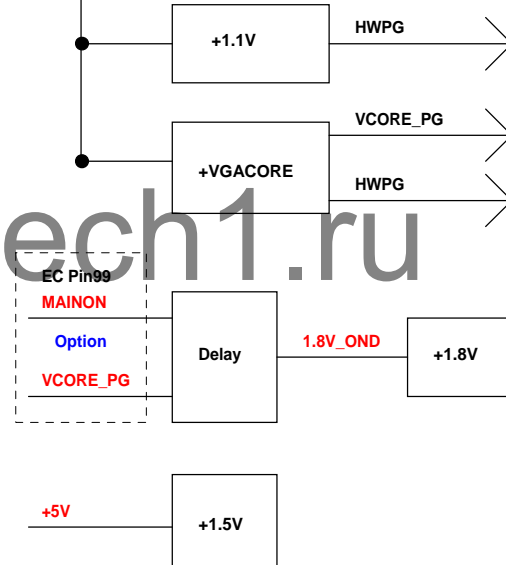 +1.1V
HWPG
VCORE_PG
+VGACORE
HWPG
ech1.ru
EC Pin99
MAINON
Option
Delay
1.8V_OND
+1.8V
VCORE_PG
+5V
+1.5V